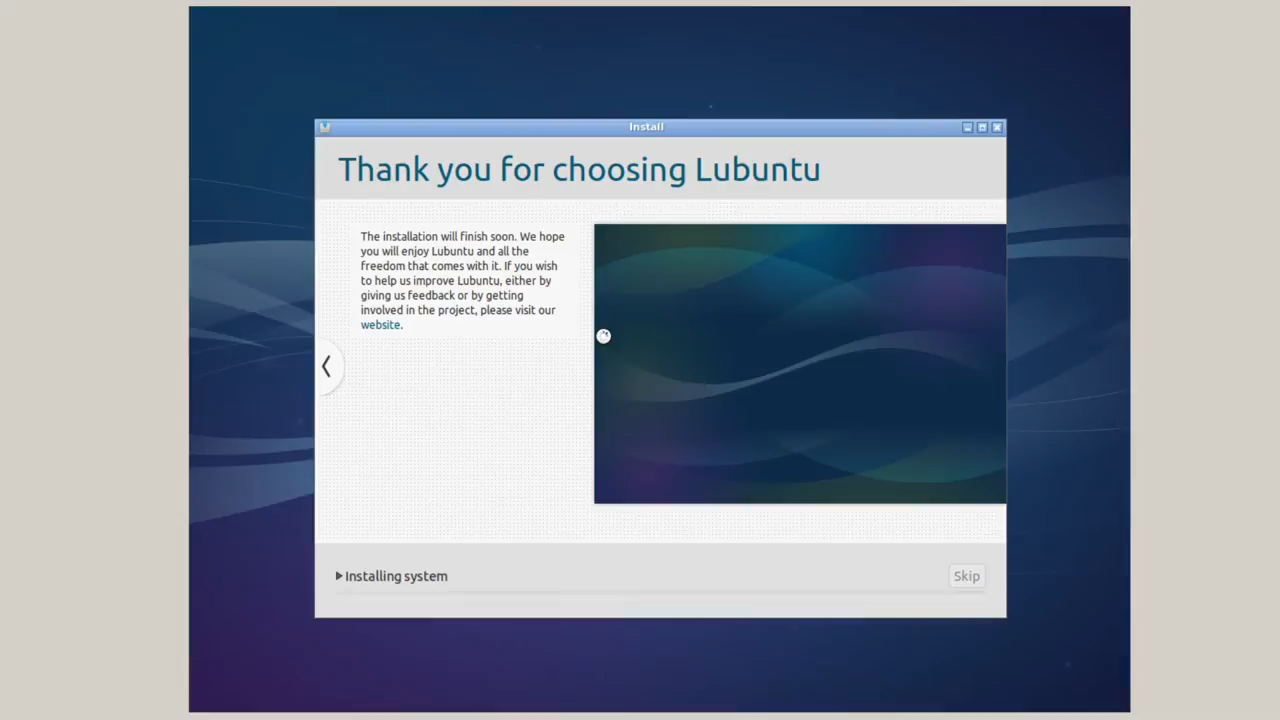 Install
Thank you for choosing Lubuntu
The installation will finish soon. We hope
you will enjoy Lubuntu and all the
freedom that comes with it. If you wish
to help us improve Lubuntu, either by
giving us feedback or by getting
involved in the project, please visit our
website.
Installing system
Skip